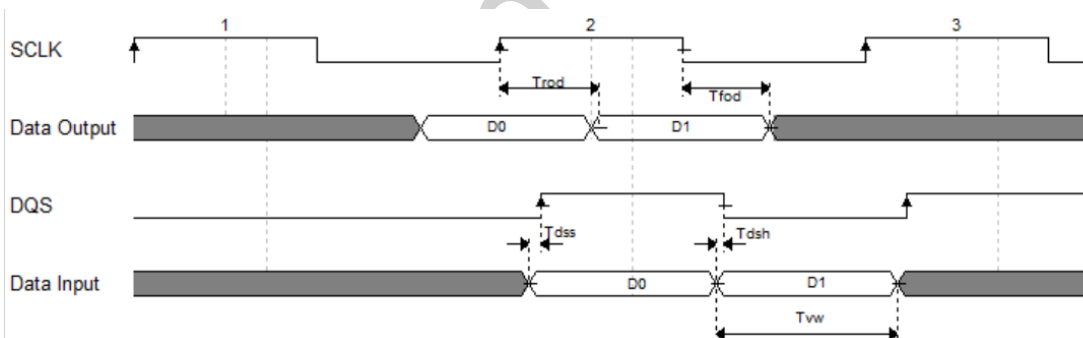 1 2 3
SCLK
Trod Tfod
Data Output D0 D1
DQS
Tdss Tdsh
Data Input D0 D1
Tvw